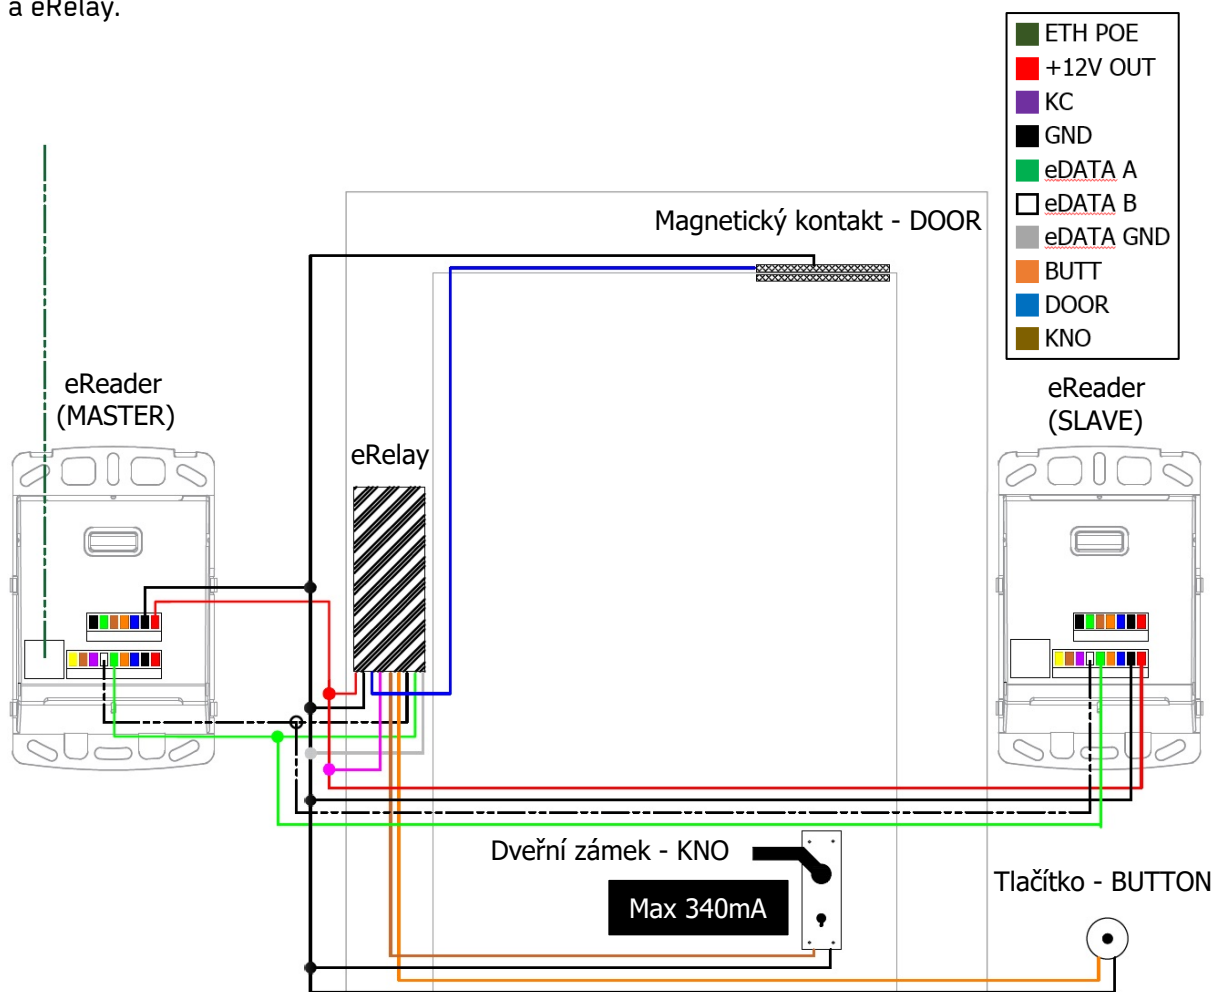 a eRelay.
ETH POE
+12V OUT
KC
GND
eDATA A
eDATA B
eDATA GND
BUTT
DOOR
KNO
Magnetický kontakt - DOOR
eReader
(MASTER)
eReader
(SLAVE)
eRelay
Dveřní zámek - KNO
Max 340mA
Tlačítko - BUTTON